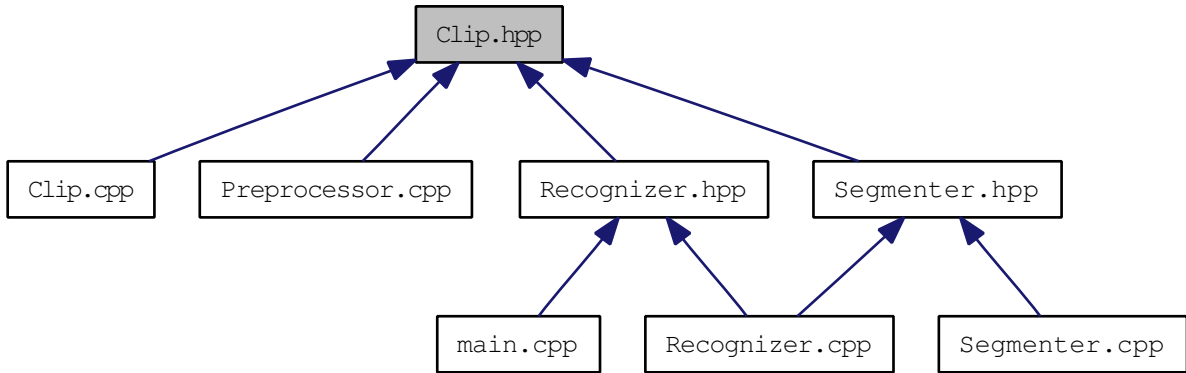 Clip.hpp
Clip.cpp
Preprocessor.cpp
Recognizer.hpp
Segmenter.hpp
main.cpp
Recognizer.cpp
Segmenter.cpp